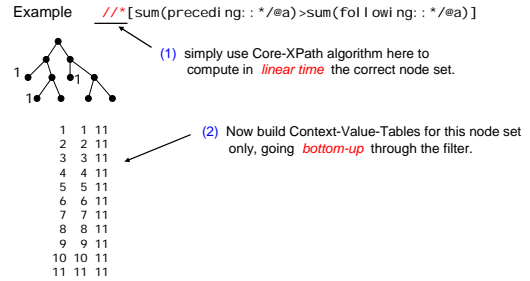 Example //*[sum(preceding::*/@a)>sum(following::*/@a)]
(1) simply use Core-XPath algorithm here to
compute in linear time the correct node set.
1
1
1
(2) Now build Context-Value-Tables for this node set
only, going bottom-up through the filter.
1 1 11
2 2 11
3 3 11
4 4 11
5 5 11
6 6 11
7 7 11
8 8 11
9 9 11
10 10 11
11 11 11